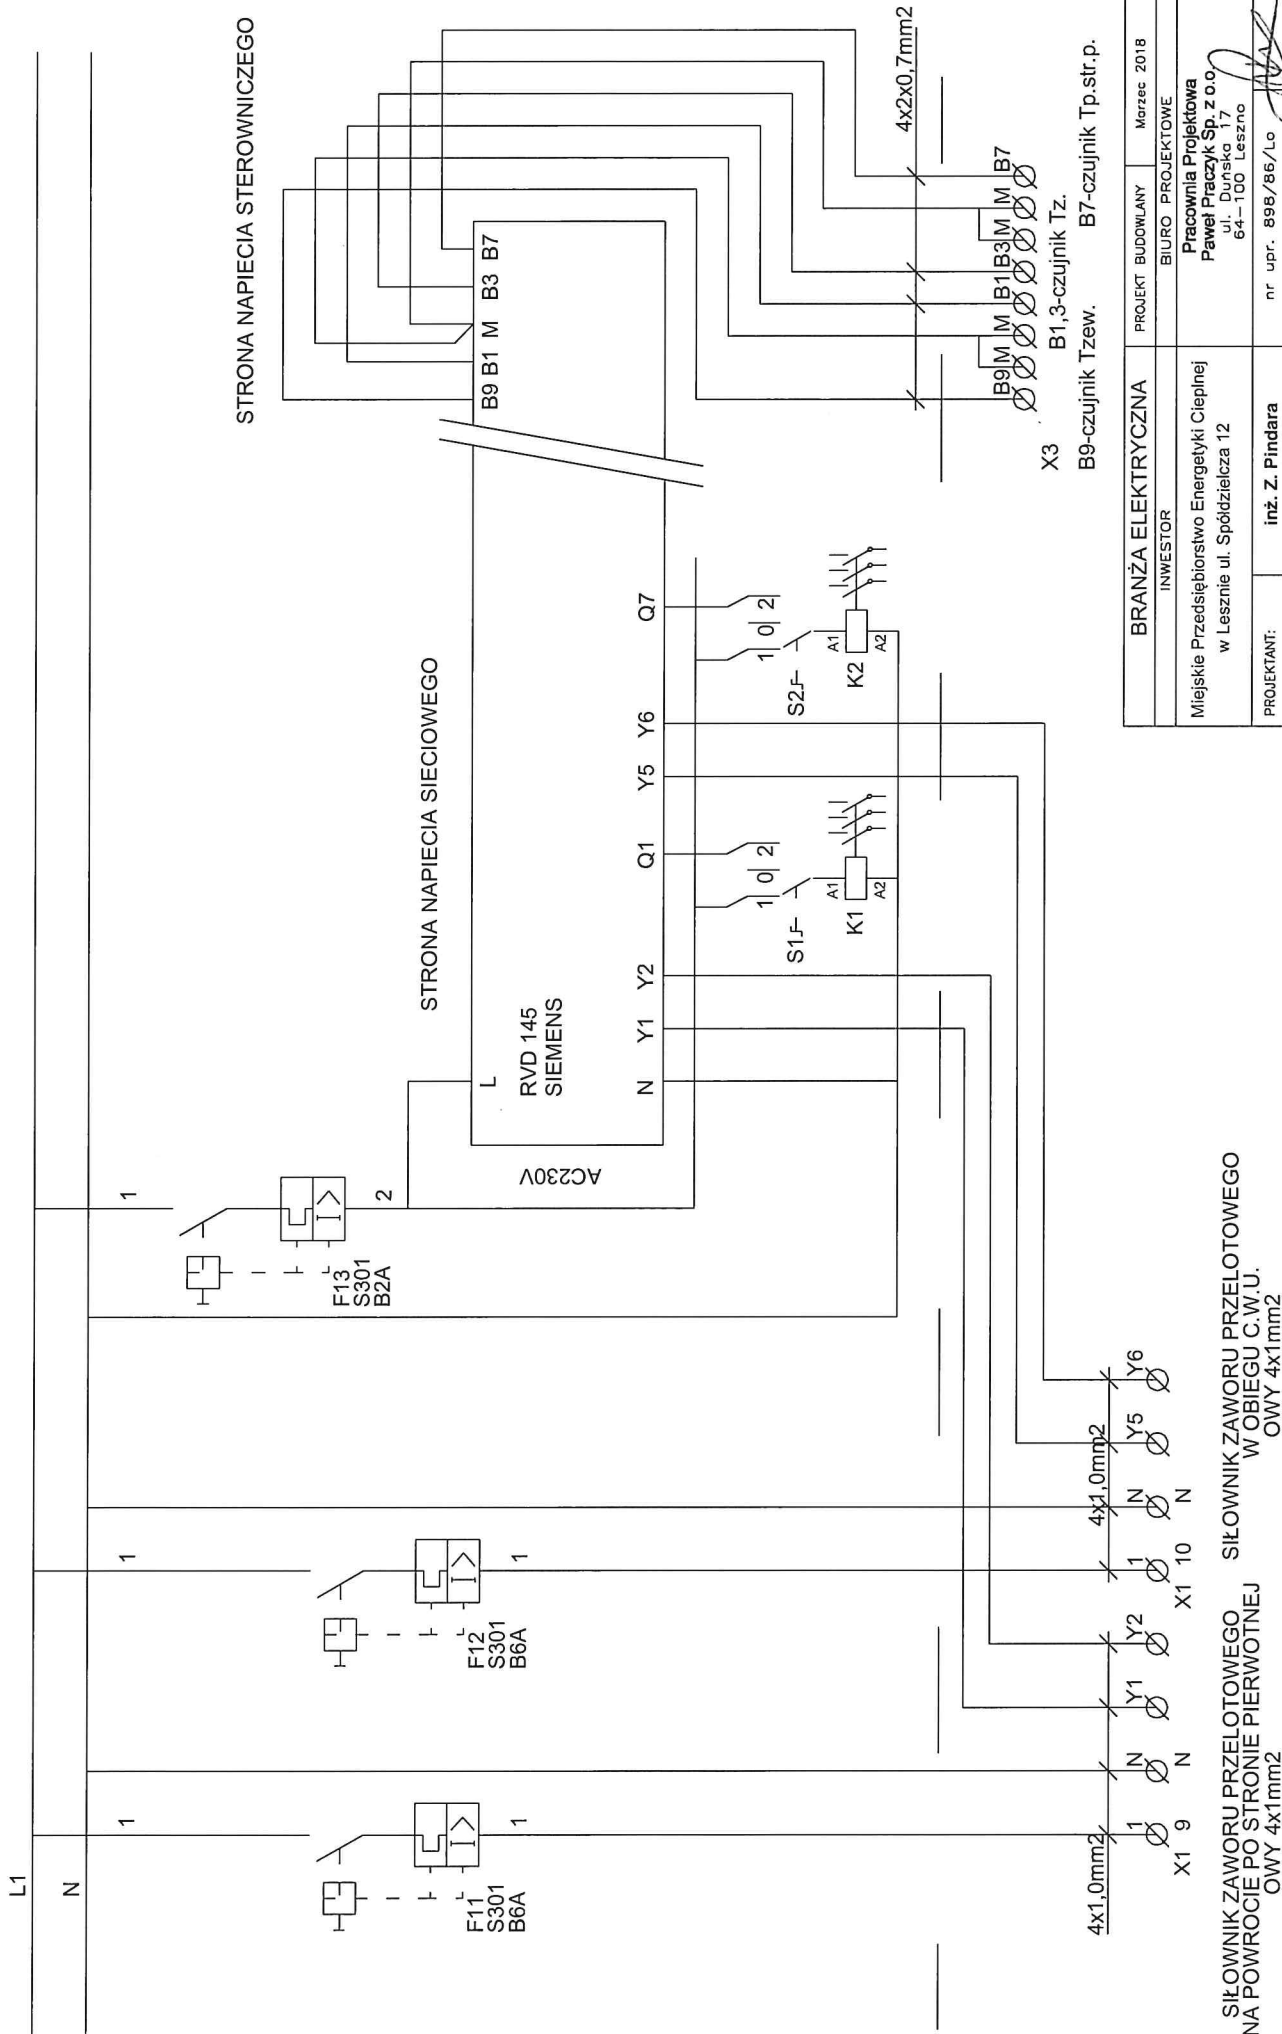 L1
N
1
F11
S301
B6A
1
1
F12
S301
B6A
1
1
F13
S301
B2A
2
STRONA NAPIECIA SIECIOWEGO
STRONA NAPIECIA STEROWNICZEGO
AC230V
L
RVD 145
SIEMENS
N Y1 Y2 Q1 Y5 Y6 Q7
B9 B1 M B3 B7
1 0 2
S1
A1
K1
A2
1 0 2
S2
A1
K2
A2
4x2x0,7mm2
B9 M M B1 B3 M M B7
X3
B1,3-czujnik Tz.
B9-czujnik Tzew.
B7-czujnik Tp.str.p.
4x1,0mm2
1 N Y1 Y2
X1 9 N
4x1,0mm2
1 N Y5 Y6
X1 10 N
SIŁOWNIK ZAWORU PRZELOTOWEGO
NA POWROCIE PO STRONIE PIERWOTNEJ
OWY 4x1mm2
SIŁOWNIK ZAWORU PRZELOTOWEGO
W OBIEGU C.W.U.
OWY 4x1mm2
BRANŻA ELEKTRYCZNA
PROJEKT BUDOWLANY
Marzec 2018
INWESTOR
BIURO PROJEKTOWE
Miejskie Przedsiębiorstwo Energetyki Cieplnej
w Lesznie ul. Spółdzielcza 12
Pracownia Projektowa
Paweł Praczyk Sp. z o.o.
ul. Duńska 17
64-100 Leszno
PROJEKTANT:
inż. Z. Pindara
nr upr. 898/86/Lo